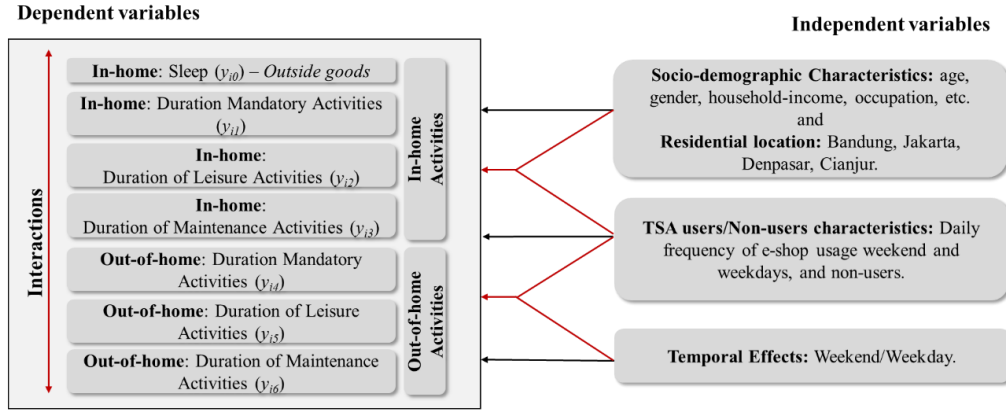 Dependent variables
Independent variables
Interactions
In-home: Sleep (yi0) – Outside goods
In-home: Duration Mandatory Activities
(yi1)
In-home:
Duration of Leisure Activities (yi2)
In-home:
Duration of Maintenance Activities (yi3)
Out-of-home: Duration Mandatory
Activities (yi4)
Out-of-home: Duration of Leisure
Activities (yi5)
Out-of-home: Duration of Maintenance
Activities (yi6)
In-home
Activities
Out-of-home
Activities
Socio-demographic Characteristics: age,
gender, household-income, occupation, etc.
and
Residential location: Bandung, Jakarta,
Denpasar, Cianjur.
TSA users/Non-users characteristics: Daily
frequency of e-shop usage weekend and
weekdays, and non-users.
Temporal Effects: Weekend/Weekday.